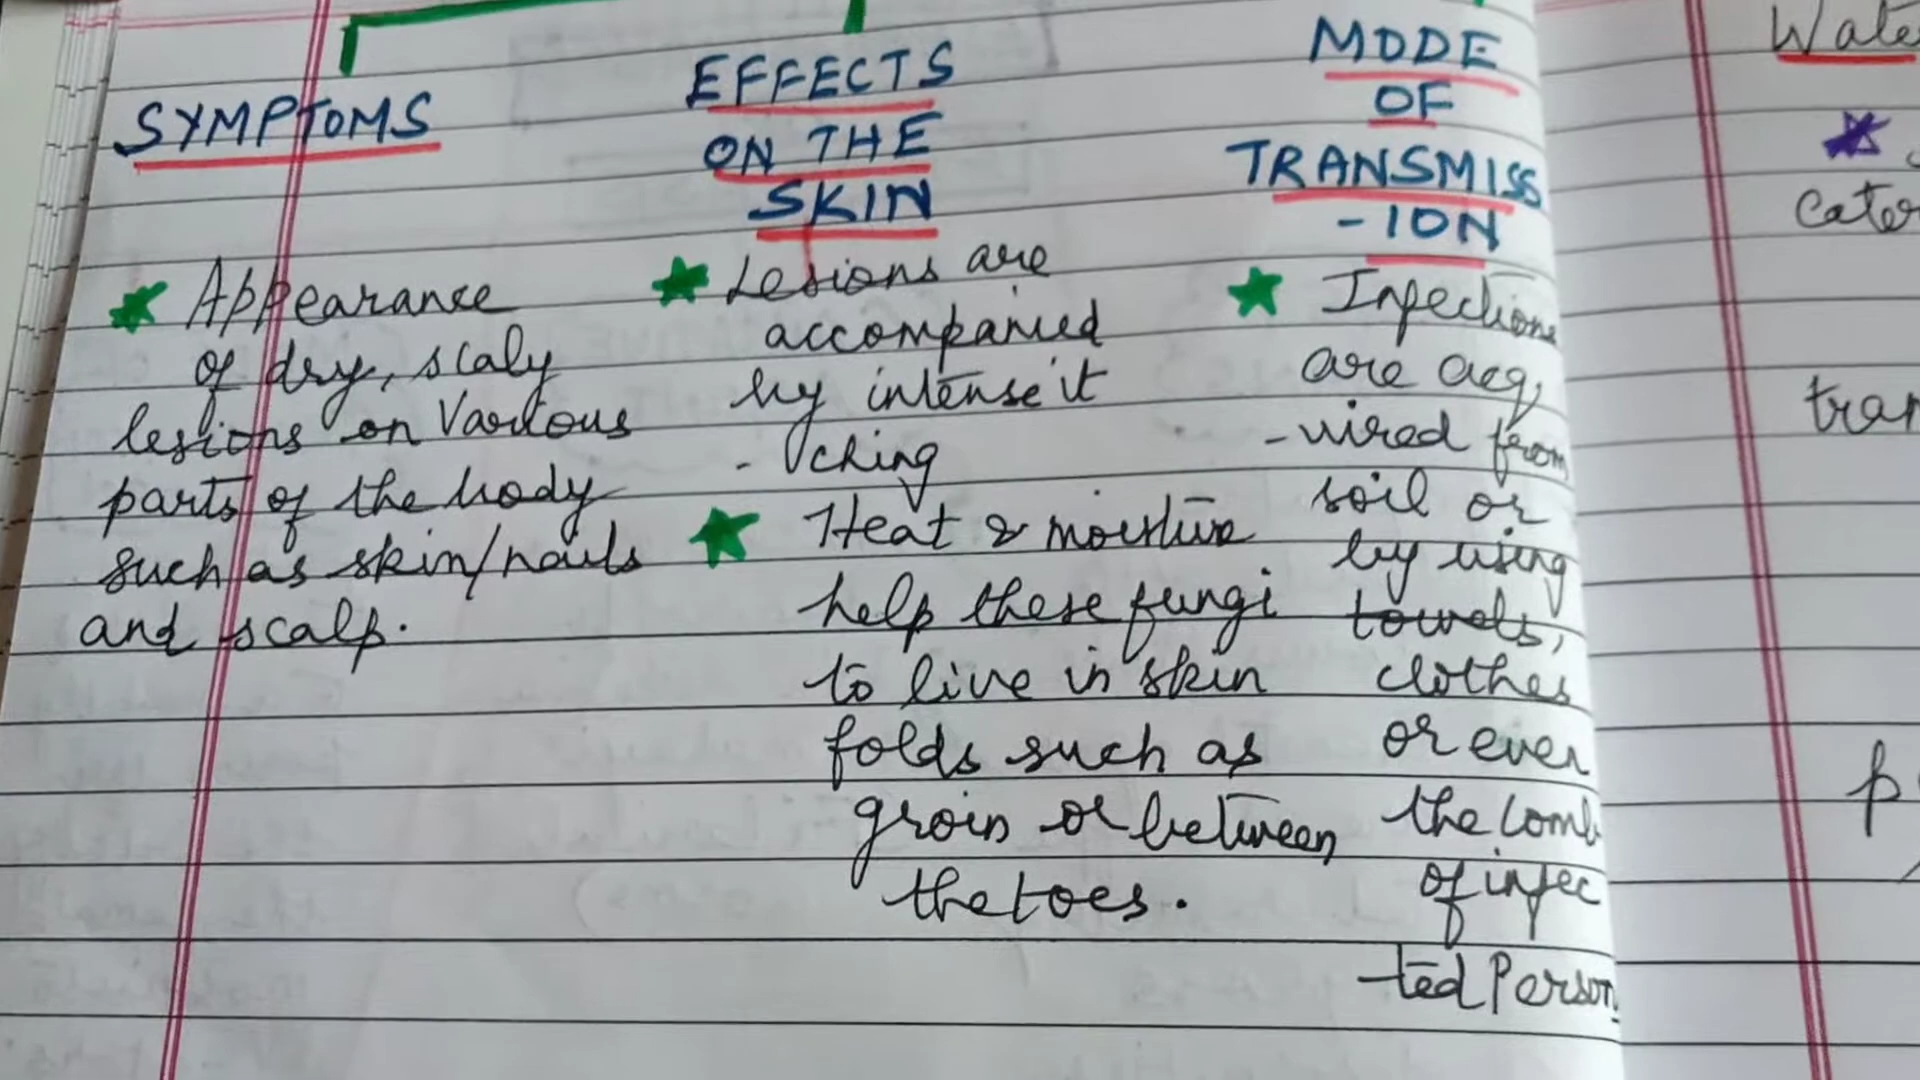 SYMPTOMS
★ Appearance
of dry, scaly
lesions on Various
parts of the body
such as skin/nails
and scalp.
EFFECTS
ON THE
SKIN
★ Lesions are
accompanied
by intense it
- ching
★ Heat & moisture
help these fungi
to live in skin
folds such as
groin or between
the toes.
MODE
OF
TRANSMISS
-ION
★ Infections
are acq
-uired from
soil or
by using
towels,
clothes
or even
the comb
of infec
-ted Person
Wate
★
cater
tran
p